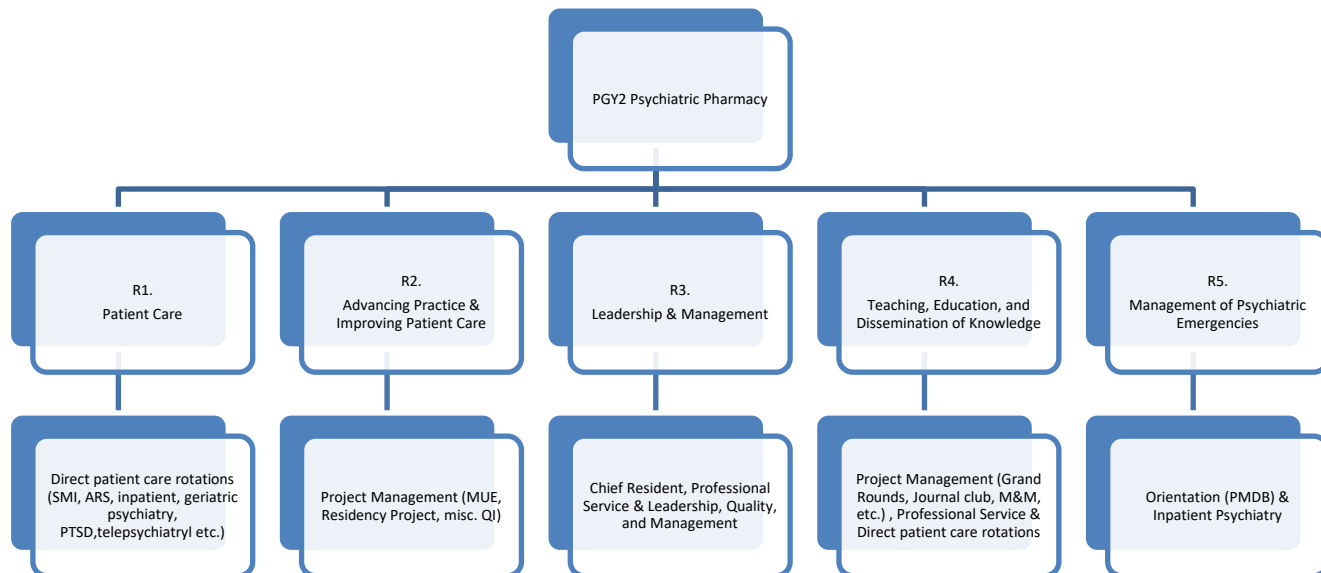 PGY2 Psychiatric Pharmacy
R1.
Patient Care
R2.
Advancing Practice &
Improving Patient Care
R3.
Leadership & Management
R4.
Teaching, Education, and
Dissemination of Knowledge
R5.
Management of Psychiatric
Emergencies
Direct patient care rotations
(SMI, ARS, inpatient, geriatric
psychiatry,
PTSD,telepsychiatryl etc.)
Project Management (MUE,
Residency Project, misc. QI)
Chief Resident, Professional
Service & Leadership, Quality,
and Management
Project Management (Grand
Rounds, Journal club, M&M,
etc.) , Professional Service &
Direct patient care rotations
Orientation (PMDB) &
Inpatient Psychiatry